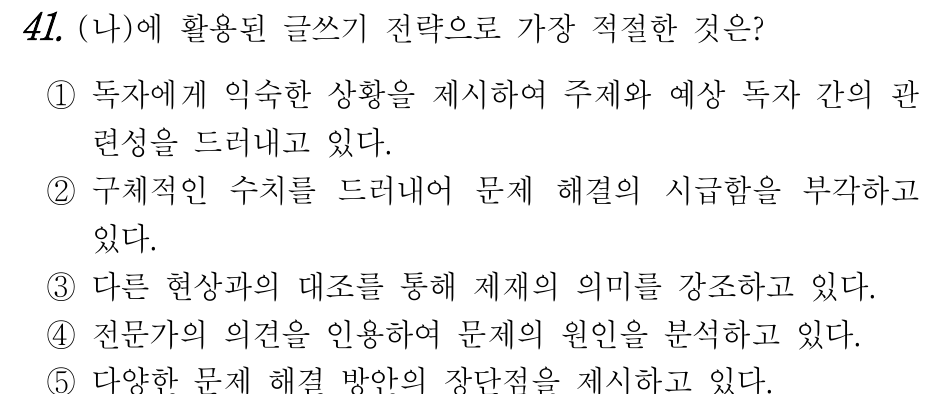 41. (나)에 활용된 글쓰기 전략으로 가장 적절한 것은?
① 독자에게 익숙한 상황을 제시하여 주제와 예상 독자 간의 관
련성을 드러내고 있다.
② 구체적인 수치를 드러내어 문제 해결의 시급함을 부각하고
있다.
③ 다른 현상과의 대조를 통해 제재의 의미를 강조하고 있다.
④ 전문가의 의견을 인용하여 문제의 원인을 분석하고 있다.
⑤ 다양한 문제 해결 방안의 장단점을 제시하고 있다.